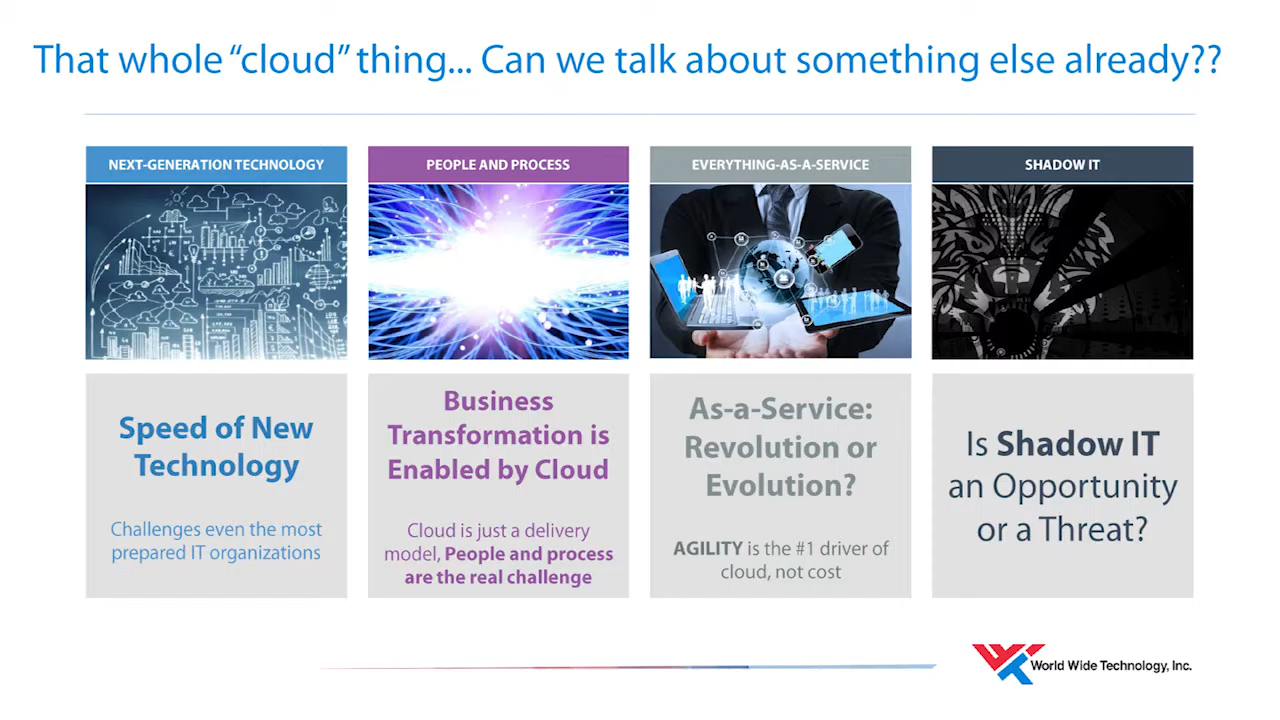 That whole “cloud” thing... Can we talk about something else already??
NEXT-GENERATION TECHNOLOGY
Speed of New
Technology
Challenges even the most
prepared IT organizations
PEOPLE AND PROCESS
Business
Transformation is
Enabled by Cloud
Cloud is just a delivery
model, People and process
are the real challenge
EVERYTHING-AS-A-SERVICE
As-a-Service:
Revolution or
Evolution?
AGILITY is the #1 driver of
cloud, not cost
SHADOW IT
Is Shadow IT
an Opportunity
or a Threat?
World Wide Technology, Inc.